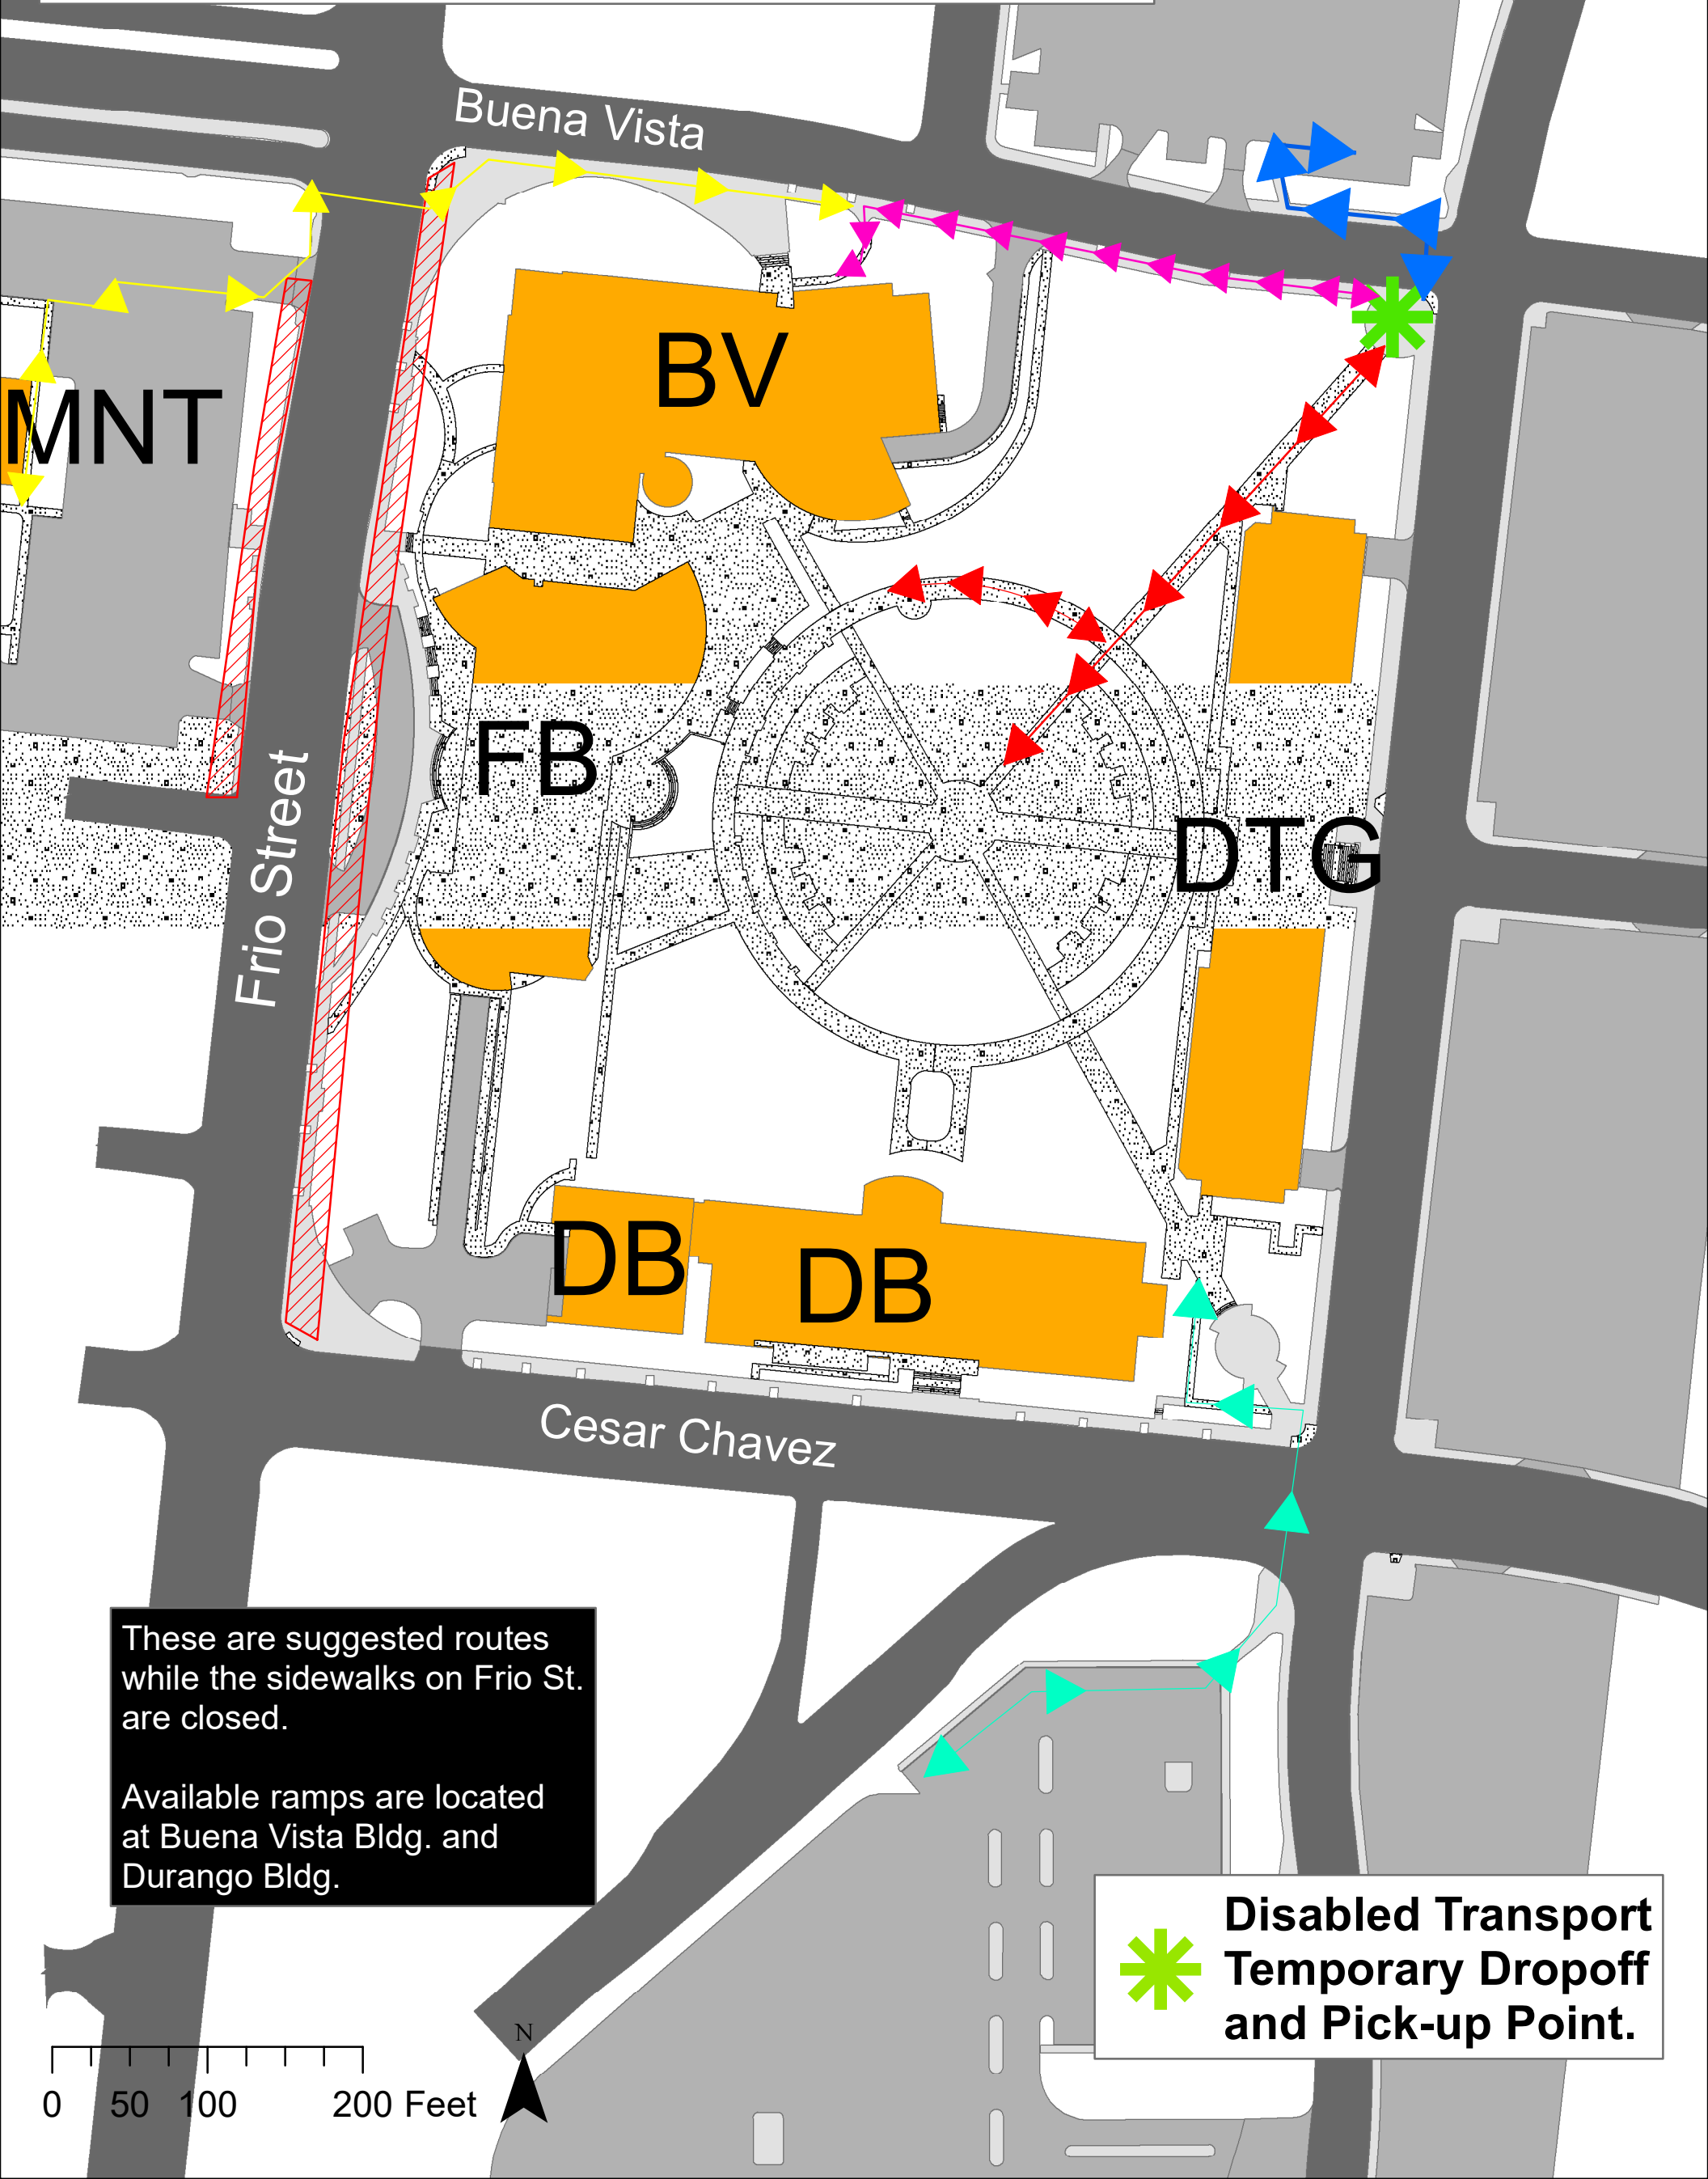 Buena Vista
BV
MNT
FB
DTG
Frio Street
DB
DB
Cesar Chavez
These are suggested routes
while the sidewalks on Frio St.
are closed.
Available ramps are located
at Buena Vista Bldg. and
Durango Bldg.
Disabled Transport
Temporary Dropoff
and Pick-up Point.
N
0 50 100 200 Feet